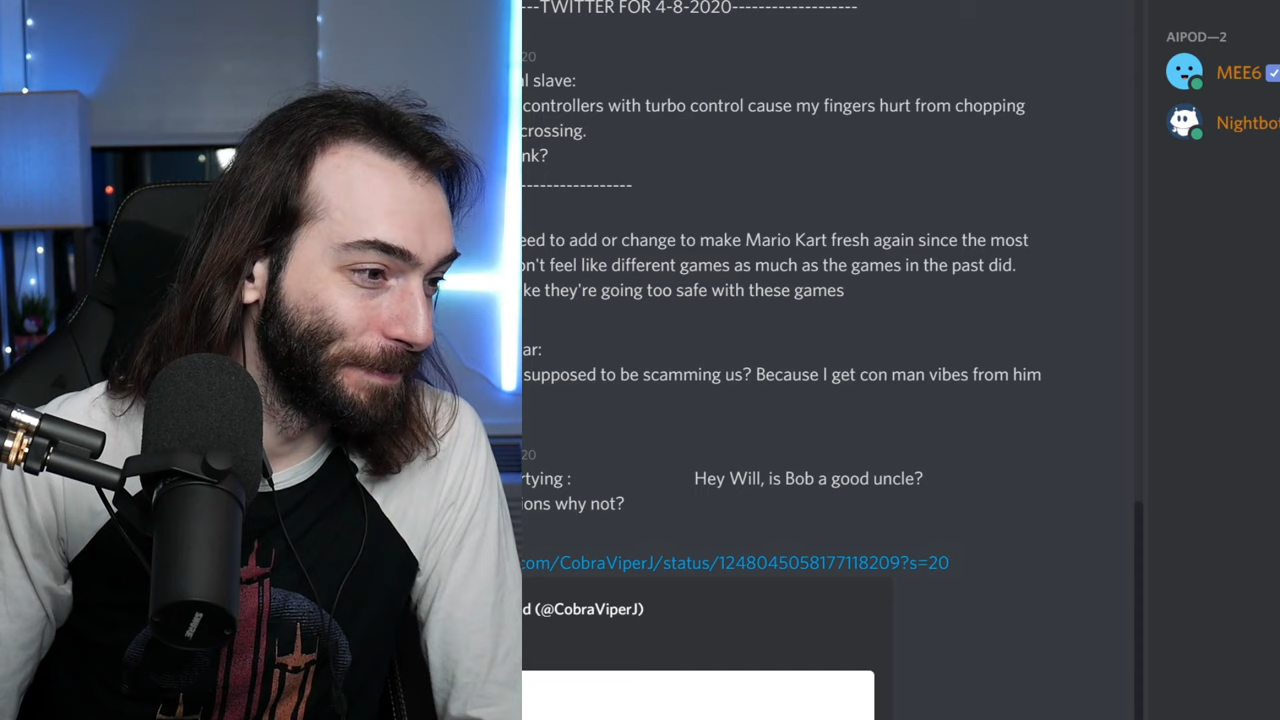 ---TWITTER FOR 4-8-2020-------------------
AIPOD—2
20
l slave:
MEE6
controllers with turbo control cause my fingers hurt from chopping
Nightbo
crossing.
nk?
-----------------
eed to add or change to make Mario Kart fresh again since the most
on't feel like different games as much as the games in the past did.
ke they're going too safe with these games
ar:
supposed to be scamming us? Because I get con man vibes from him
20
rtying : Hey Will, is Bob a good uncle?
ions why not?
com/CobraViperJ/status/1248045058177118209?s=20
d (@CobraViperJ)